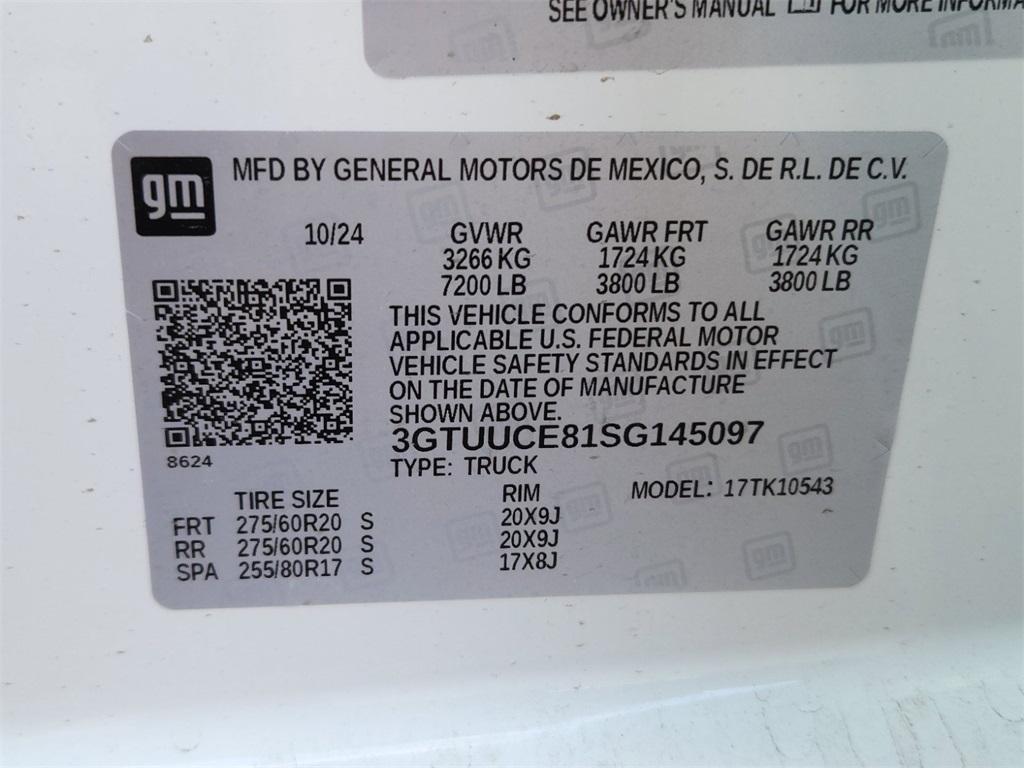 SEE OWNER'S MANUAL FOR MORE INFORMA
gm
MFD BY GENERAL MOTORS DE MEXICO, S. DE R.L. DE C.V.
10/24 GVWR GAWR FRT GAWR RR
3266 KG 1724 KG 1724 KG
7200 LB 3800 LB 3800 LB
THIS VEHICLE CONFORMS TO ALL
APPLICABLE U.S. FEDERAL MOTOR
VEHICLE SAFETY STANDARDS IN EFFECT
ON THE DATE OF MANUFACTURE
SHOWN ABOVE.
3GTUUCE81SG145097
8624
TYPE: TRUCK
TIRE SIZE RIM MODEL: 17TK10543
FRT 275/60R20 S 20X9J
RR 275/60R20 S 20X9J
SPA 255/80R17 S 17X8J